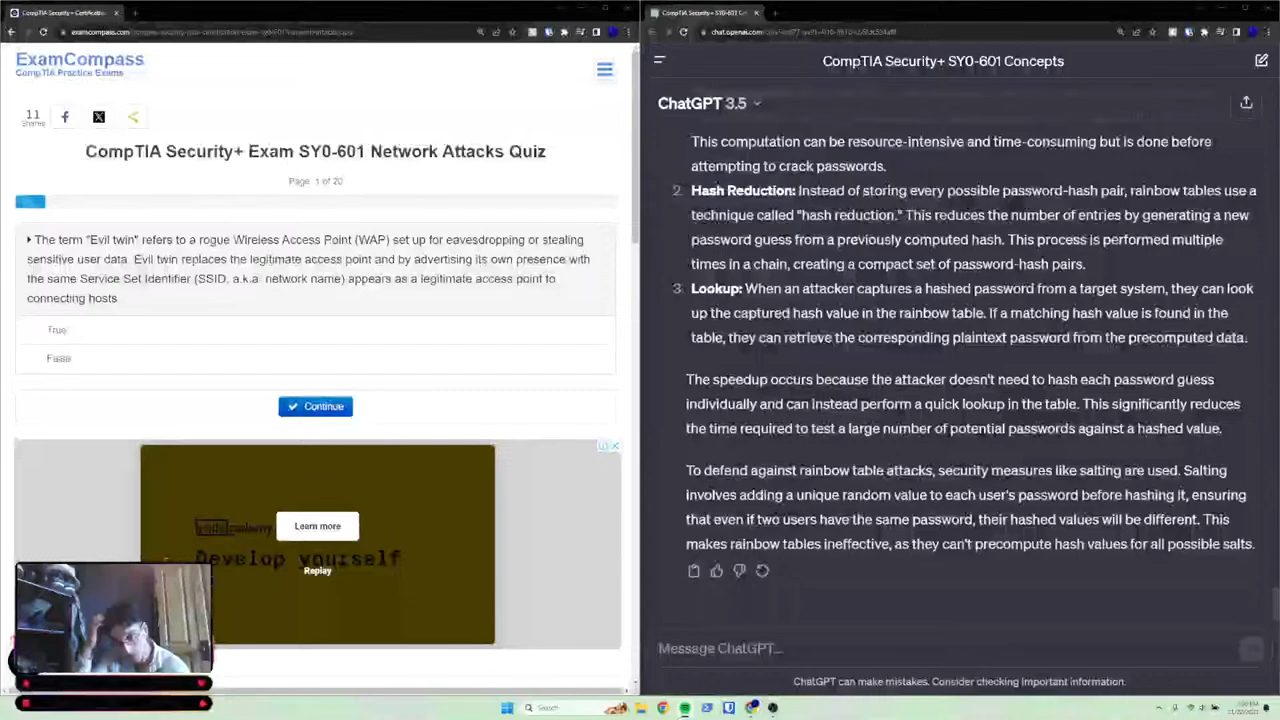 CompTIA Security+ – Certification
CompTIA Security+ SY0-601 Con
ExamCompass
CompTIA Practice Exams
11
Shares
CompTIA Security+ Exam SY0-601 Network Attacks Quiz
Page 1 of 20
The term "Evil twin" refers to a rogue Wireless Access Point (WAP) set up for eavesdropping or stealing
sensitive user data. Evil twin replaces the legitimate access point and by advertising its own presence with
the same Service Set Identifier (SSID, a.k.a. network name) appears as a legitimate access point to
connecting hosts
True
False
Continue
Learn more
Develop yourself
Replay
CompTIA Security+ SY0-601 Concepts
ChatGPT 3.5
This computation can be resource-intensive and time-consuming but is done before
attempting to crack passwords.
2. Hash Reduction: Instead of storing every possible password-hash pair, rainbow tables use a
technique called "hash reduction." This reduces the number of entries by generating a new
password guess from a previously computed hash. This process is performed multiple
times in a chain, creating a compact set of password-hash pairs.
3. Lookup: When an attacker captures a hashed password from a target system, they can look
up the captured hash value in the rainbow table. If a matching hash value is found in the
table, they can retrieve the corresponding plaintext password from the precomputed data.
The speedup occurs because the attacker doesn't need to hash each password guess
individually and can instead perform a quick lookup in the table. This significantly reduces
the time required to test a large number of potential passwords against a hashed value.
To defend against rainbow table attacks, security measures like salting are used. Salting
involves adding a unique random value to each user's password before hashing it, ensuring
that even if two users have the same password, their hashed values will be different. This
makes rainbow tables ineffective, as they can't precompute hash values for all possible salts.
Message ChatGPT...
ChatGPT can make mistakes. Consider checking important information.
Search